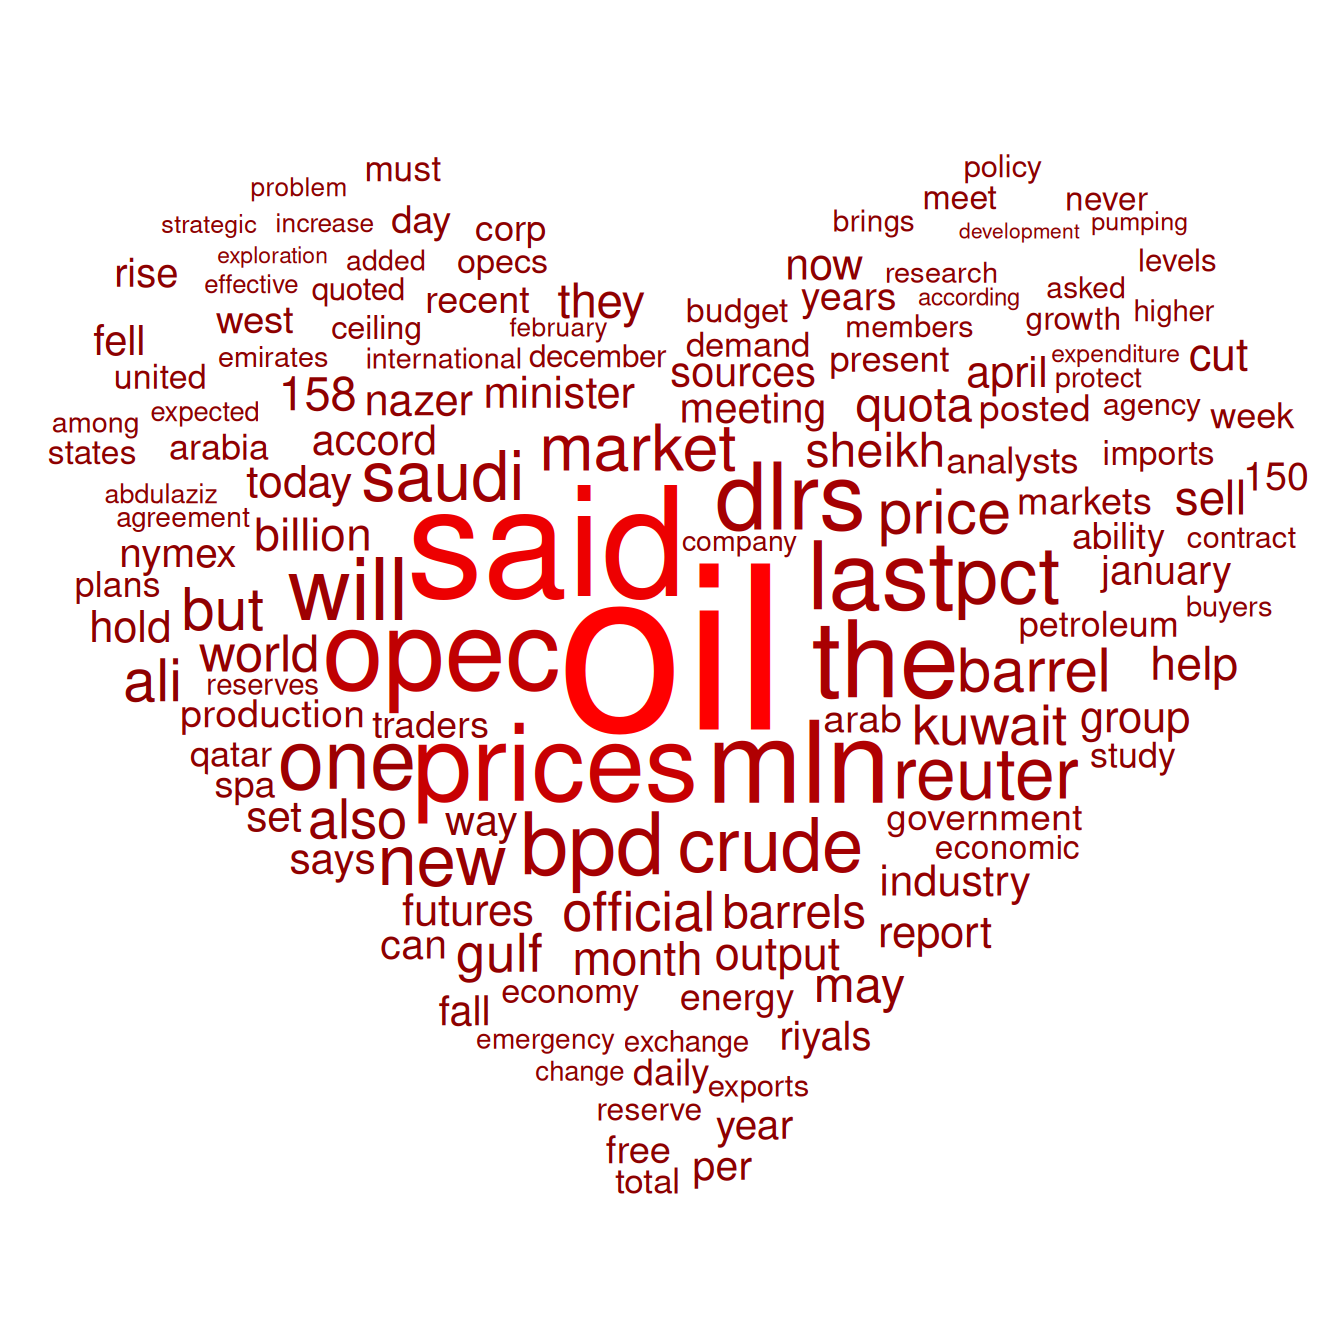 must
policy
problem
meet
never
strategic increase day corp
brings
development pumping
exploration added opecs
now research
levels
rise
effective quoted recent they
budget years according asked
fell west ceiling february
members growth higher
united emirates international december
demand present expenditure cut
158 nazer minister
sources april protect
among expected
meeting quota posted agency week
states arabia accord
market sheikh analysts imports
today saudi
abdulaziz
said dlrs price markets sell 150
agreement
billion
company
ability contract
nymex
plans
will
last pct january
hold but
petroleum buyers
world opec oil the barrel help
ali reserves
production traders
arab kuwait group
qatar one prices mln reuter study
spa
set also way
bpd crude government
says new
economic
industry
futures official barrels
can gulf month output report
fall economy energy may
emergency exchange riyals
change daily exports
reserve year
free per
total